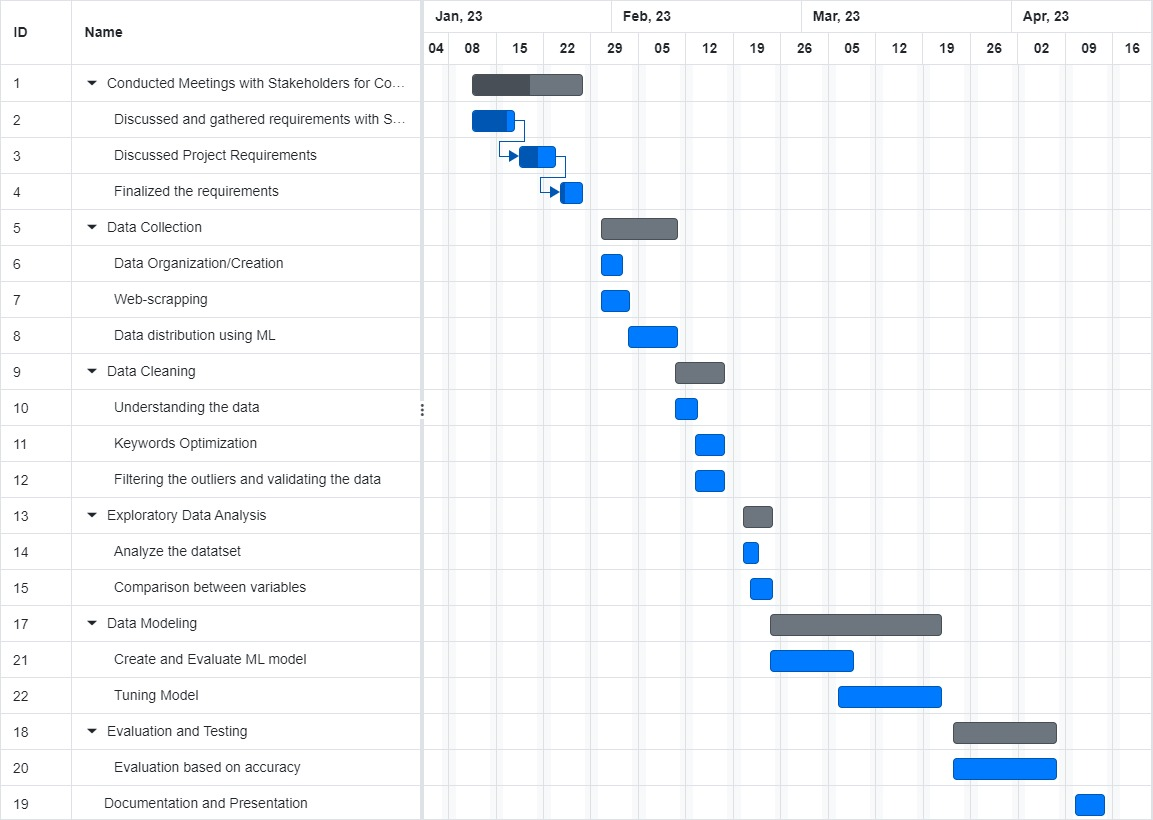 ID Name Jan, 23 Feb, 23 Mar, 23 Apr, 23
04 08 15 22 29 05 12 19 26 05 12 19 26 02 09 16
1 Conducted Meetings with Stakeholders for Co...
2 Discussed and gathered requirements with S...
3 Discussed Project Requirements
4 Finalized the requirements
5 Data Collection
6 Data Organization/Creation
7 Web-scrapping
8 Data distribution using ML
9 Data Cleaning
10 Understanding the data
11 Keywords Optimization
12 Filtering the outliers and validating the data
13 Exploratory Data Analysis
14 Analyze the datatset
15 Comparison between variables
17 Data Modeling
21 Create and Evaluate ML model
22 Tuning Model
18 Evaluation and Testing
20 Evaluation based on accuracy
19 Documentation and Presentation